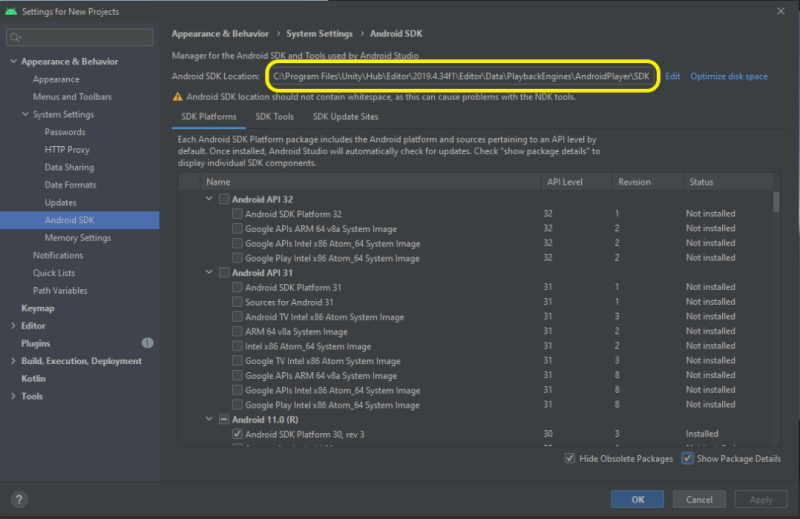 Settings for New Projects
Appearance & Behavior
Appearance
Menus and Toolbars
System Settings
Passwords
HTTP Proxy
Data Sharing
Date Formats
Updates
Android SDK
Memory Settings
Notifications
Quick Lists
Path Variables
Keymap
Editor
Plugins 1
Build, Execution, Deployment
Kotlin
Tools
Appearance & Behavior › System Settings › Android SDK
Manager for the Android SDK and Tools used by Android Studio
Android SDK Location: C:\Program Files\Unity\Hub\Editor\2019.4.34f1\Editor\Data\PlaybackEngines\AndroidPlayer\SDK Edit Optimize disk space
Android SDK location should not contain whitespace, as this can cause problems with the NDK tools.
SDK Platforms SDK Tools SDK Update Sites
Each Android SDK Platform package includes the Android platform and sources pertaining to an API level by
default. Once installed, Android Studio will automatically check for updates. Check "show package details" to
display individual SDK components.
Name API Level Revision Status
Android API 32
Android SDK Platform 32 32 1 Not installed
Google APIs ARM 64 v8a System Image 32 2 Not installed
Google APIs Intel x86 Atom_64 System Image 32 2 Not installed
Google Play Intel x86 Atom_64 System Image 32 2 Not installed
Android API 31
Android SDK Platform 31 31 1 Not installed
Sources for Android 31 31 1 Not installed
Android TV Intel x86 Atom System Image 31 3 Not installed
ARM 64 v8a System Image 31 2 Not installed
Intel x86 Atom_64 System Image 31 2 Not installed
Google TV Intel x86 Atom System Image 31 3 Not installed
Google APIs ARM 64 v8a System Image 31 8 Not installed
Google APIs Intel x86 Atom_64 System Image 31 8 Not installed
Google Play Intel x86 Atom_64 System Image 31 8 Not installed
Android 11.0 (R)
Android SDK Platform 30, rev 3 30 3 Installed
Hide Obsolete Packages Show Package Details
? OK Cancel Apply